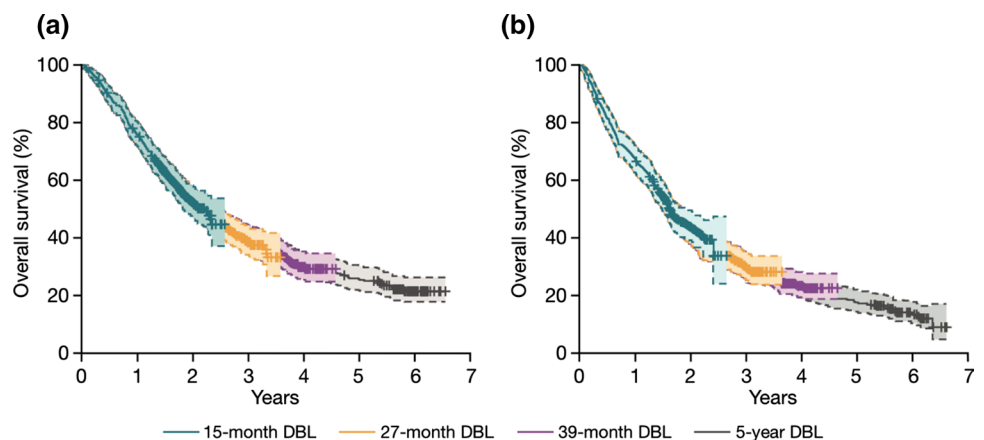 (a)
(b)
Overall survival (%)
100
80
60
40
20
0
0 1 2 3 4 5 6 7
Years
Overall survival (%)
100
80
60
40
20
0
0 1 2 3 4 5 6 7
Years
15-month DBL 27-month DBL 39-month DBL 5-year DBL